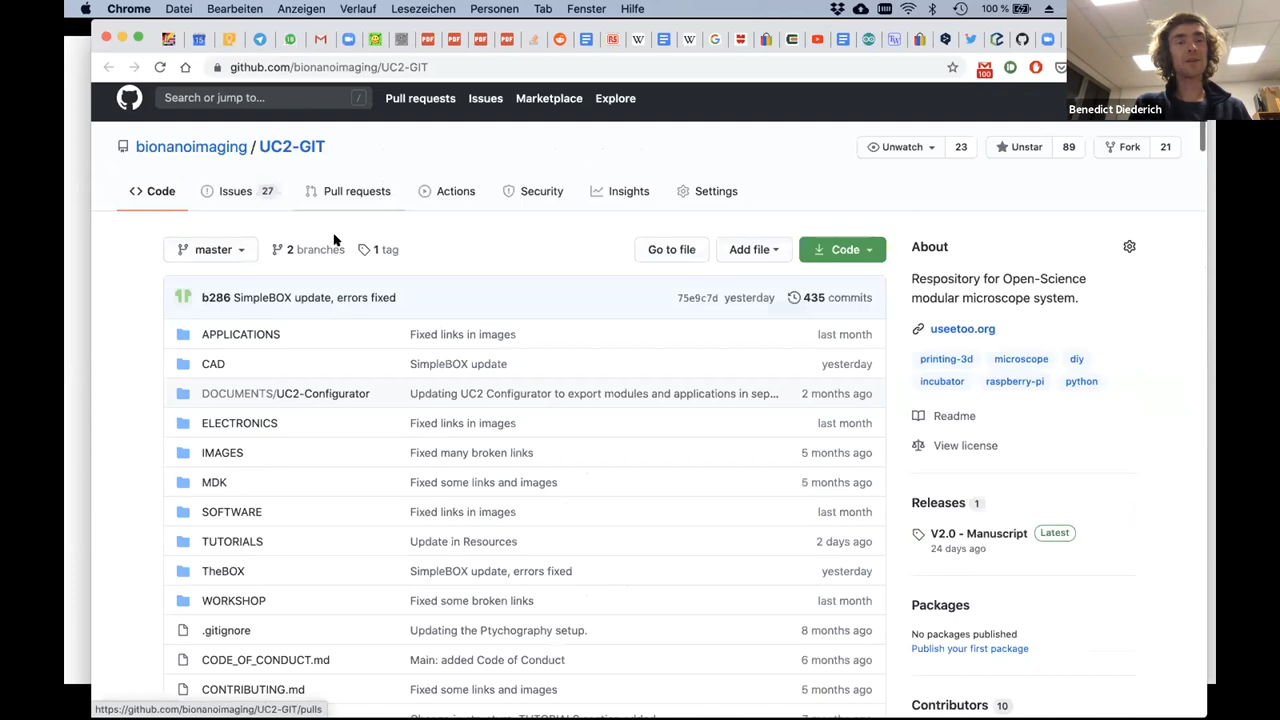 Chrome Datei Bearbeiten Anzeigen Verlauf Lesezeichen Personen Tab Fenster Hilfe 100 %
github.com/bionanoimaging/UC2-GIT
100
Benedict Diederich
Search or jump to... / Pull requests Issues Marketplace Explore
bionanoimaging / UC2-GIT Unwatch 23 Unstar 89 Fork 21
Code Issues 27 Pull requests Actions Security Insights Settings
master 2 branches 1 tag Go to file Add file Code
b286 SimpleBOX update, errors fixed 75e9c7d yesterday 435 commits
APPLICATIONS Fixed links in images last month
CAD SimpleBOX update yesterday
DOCUMENTS/UC2-Configurator Updating UC2 Configurator to export modules and applications in sep... 2 months ago
ELECTRONICS Fixed links in images last month
IMAGES Fixed many broken links 5 months ago
MDK Fixed some links and images 5 months ago
SOFTWARE Fixed links in images last month
TUTORIALS Update in Resources 2 days ago
TheBOX SimpleBOX update, errors fixed yesterday
WORKSHOP Fixed some broken links last month
.gitignore Updating the Ptychography setup. 8 months ago
CODE_OF_CONDUCT.md Main: added Code of Conduct 6 months ago
CONTRIBUTING.md Fixed some links and images 5 months ago
About
Respository for Open-Science
modular microscope system.
useetoo.org
printing-3d microscope diy
incubator raspberry-pi python
Readme
View license
Releases 1
V2.0 - Manuscript Latest
24 days ago
Packages
No packages published
Publish your first package
Contributors 10
https://github.com/bionanoimaging/UC2-GIT/pulls